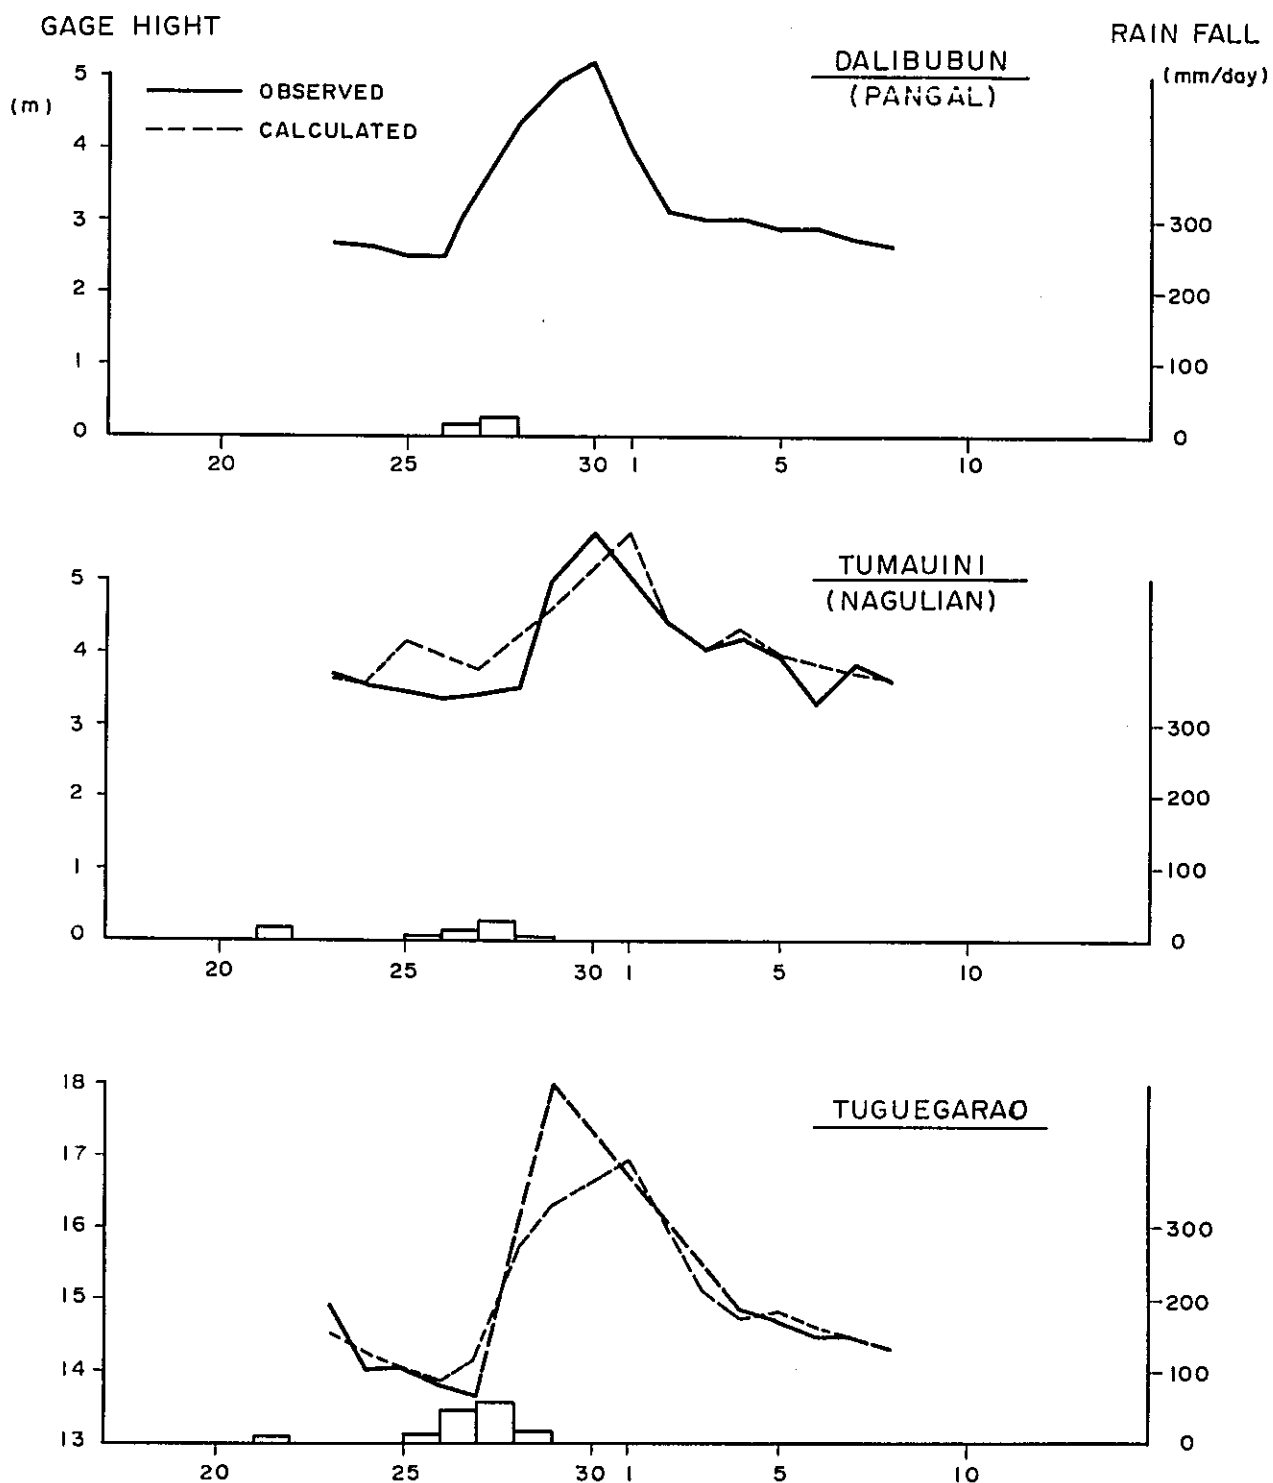 GAGE HIGHT
RAIN FALL
(m)
(mm/day)
OBSERVED
CALCULATED
DALIBUBUN
(PANGAL)
5
4
3
2
1
0
300
200
100
0
20 25 30 1 5 10
TUMAUINI
(NAGULIAN)
5
4
3
2
1
0
300
200
100
0
20 25 30 1 5 10
TUGUEGARAO
18
17
16
15
14
13
300
200
100
0
20 25 30 1 5 10